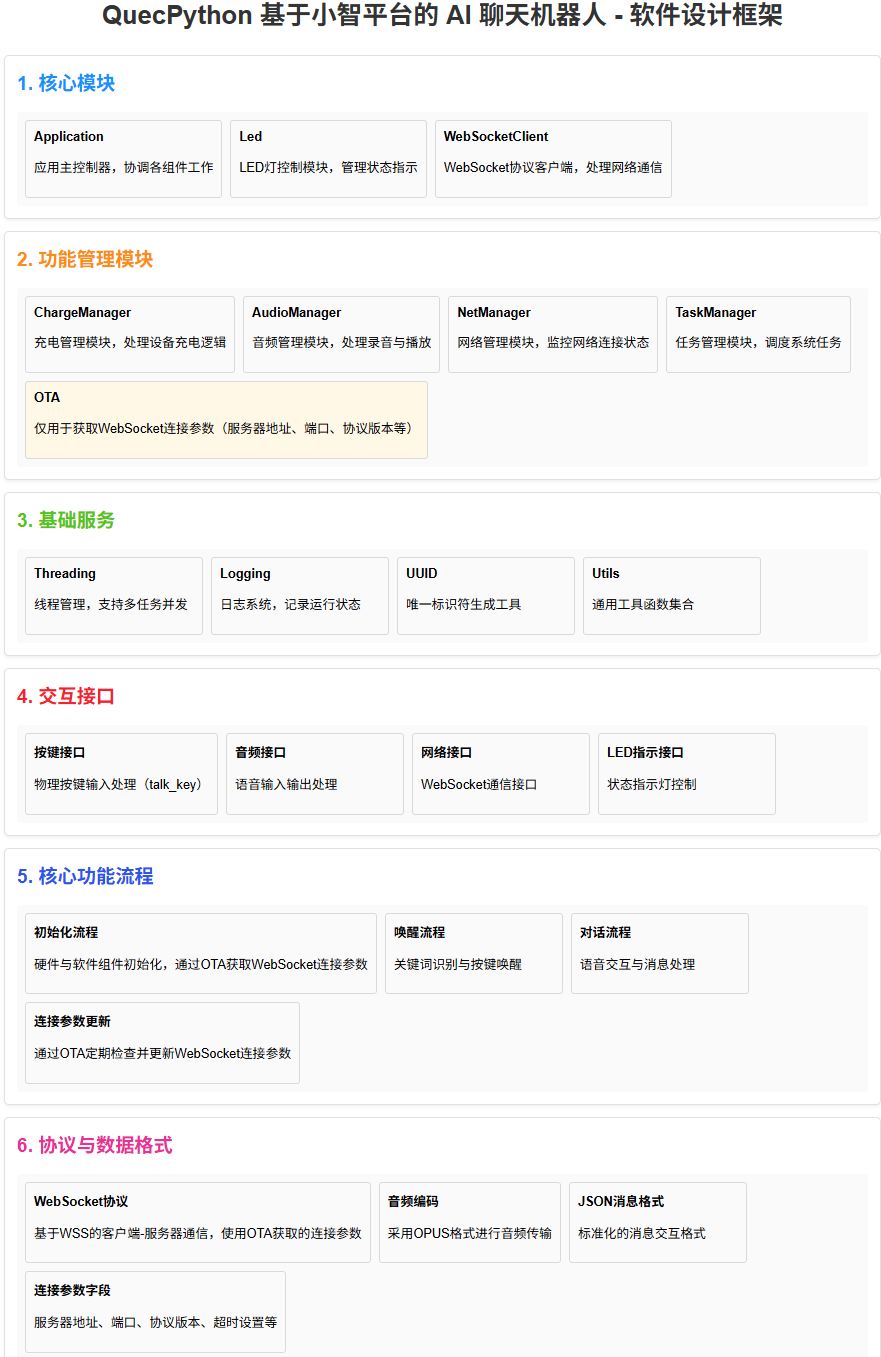 QuecPython 基于小智平台的 AI 聊天机器人 - 软件设计框架
1. 核心模块
Application
应用主控制器，协调各组件工作
Led
LED灯控制模块，管理状态指示
WebSocketClient
WebSocket协议客户端，处理网络通信
2. 功能管理模块
ChargeManager
充电管理模块，处理设备充电逻辑
AudioManager
音频管理模块，处理录音与播放
NetManager
网络管理模块，监控网络连接状态
TaskManager
任务管理模块，调度系统任务
OTA
仅用于获取WebSocket连接参数（服务器地址、端口、协议版本等）
3. 基础服务
Threading
线程管理，支持多任务并发
Logging
日志系统，记录运行状态
UUID
唯一标识符生成工具
Utils
通用工具函数集合
4. 交互接口
按键接口
物理按键输入处理（talk_key）
音频接口
语音输入输出处理
网络接口
WebSocket通信接口
LED指示接口
状态指示灯控制
5. 核心功能流程
初始化流程
硬件与软件组件初始化，通过OTA获取WebSocket连接参数
唤醒流程
关键词识别与按键唤醒
对话流程
语音交互与消息处理
连接参数更新
通过OTA定期检查并更新WebSocket连接参数
6. 协议与数据格式
WebSocket协议
基于WSS的客户端-服务器通信，使用OTA获取的连接参数
音频编码
采用OPUS格式进行音频传输
JSON消息格式
标准化的消息交互格式
连接参数字段
服务器地址、端口、协议版本、超时设置等